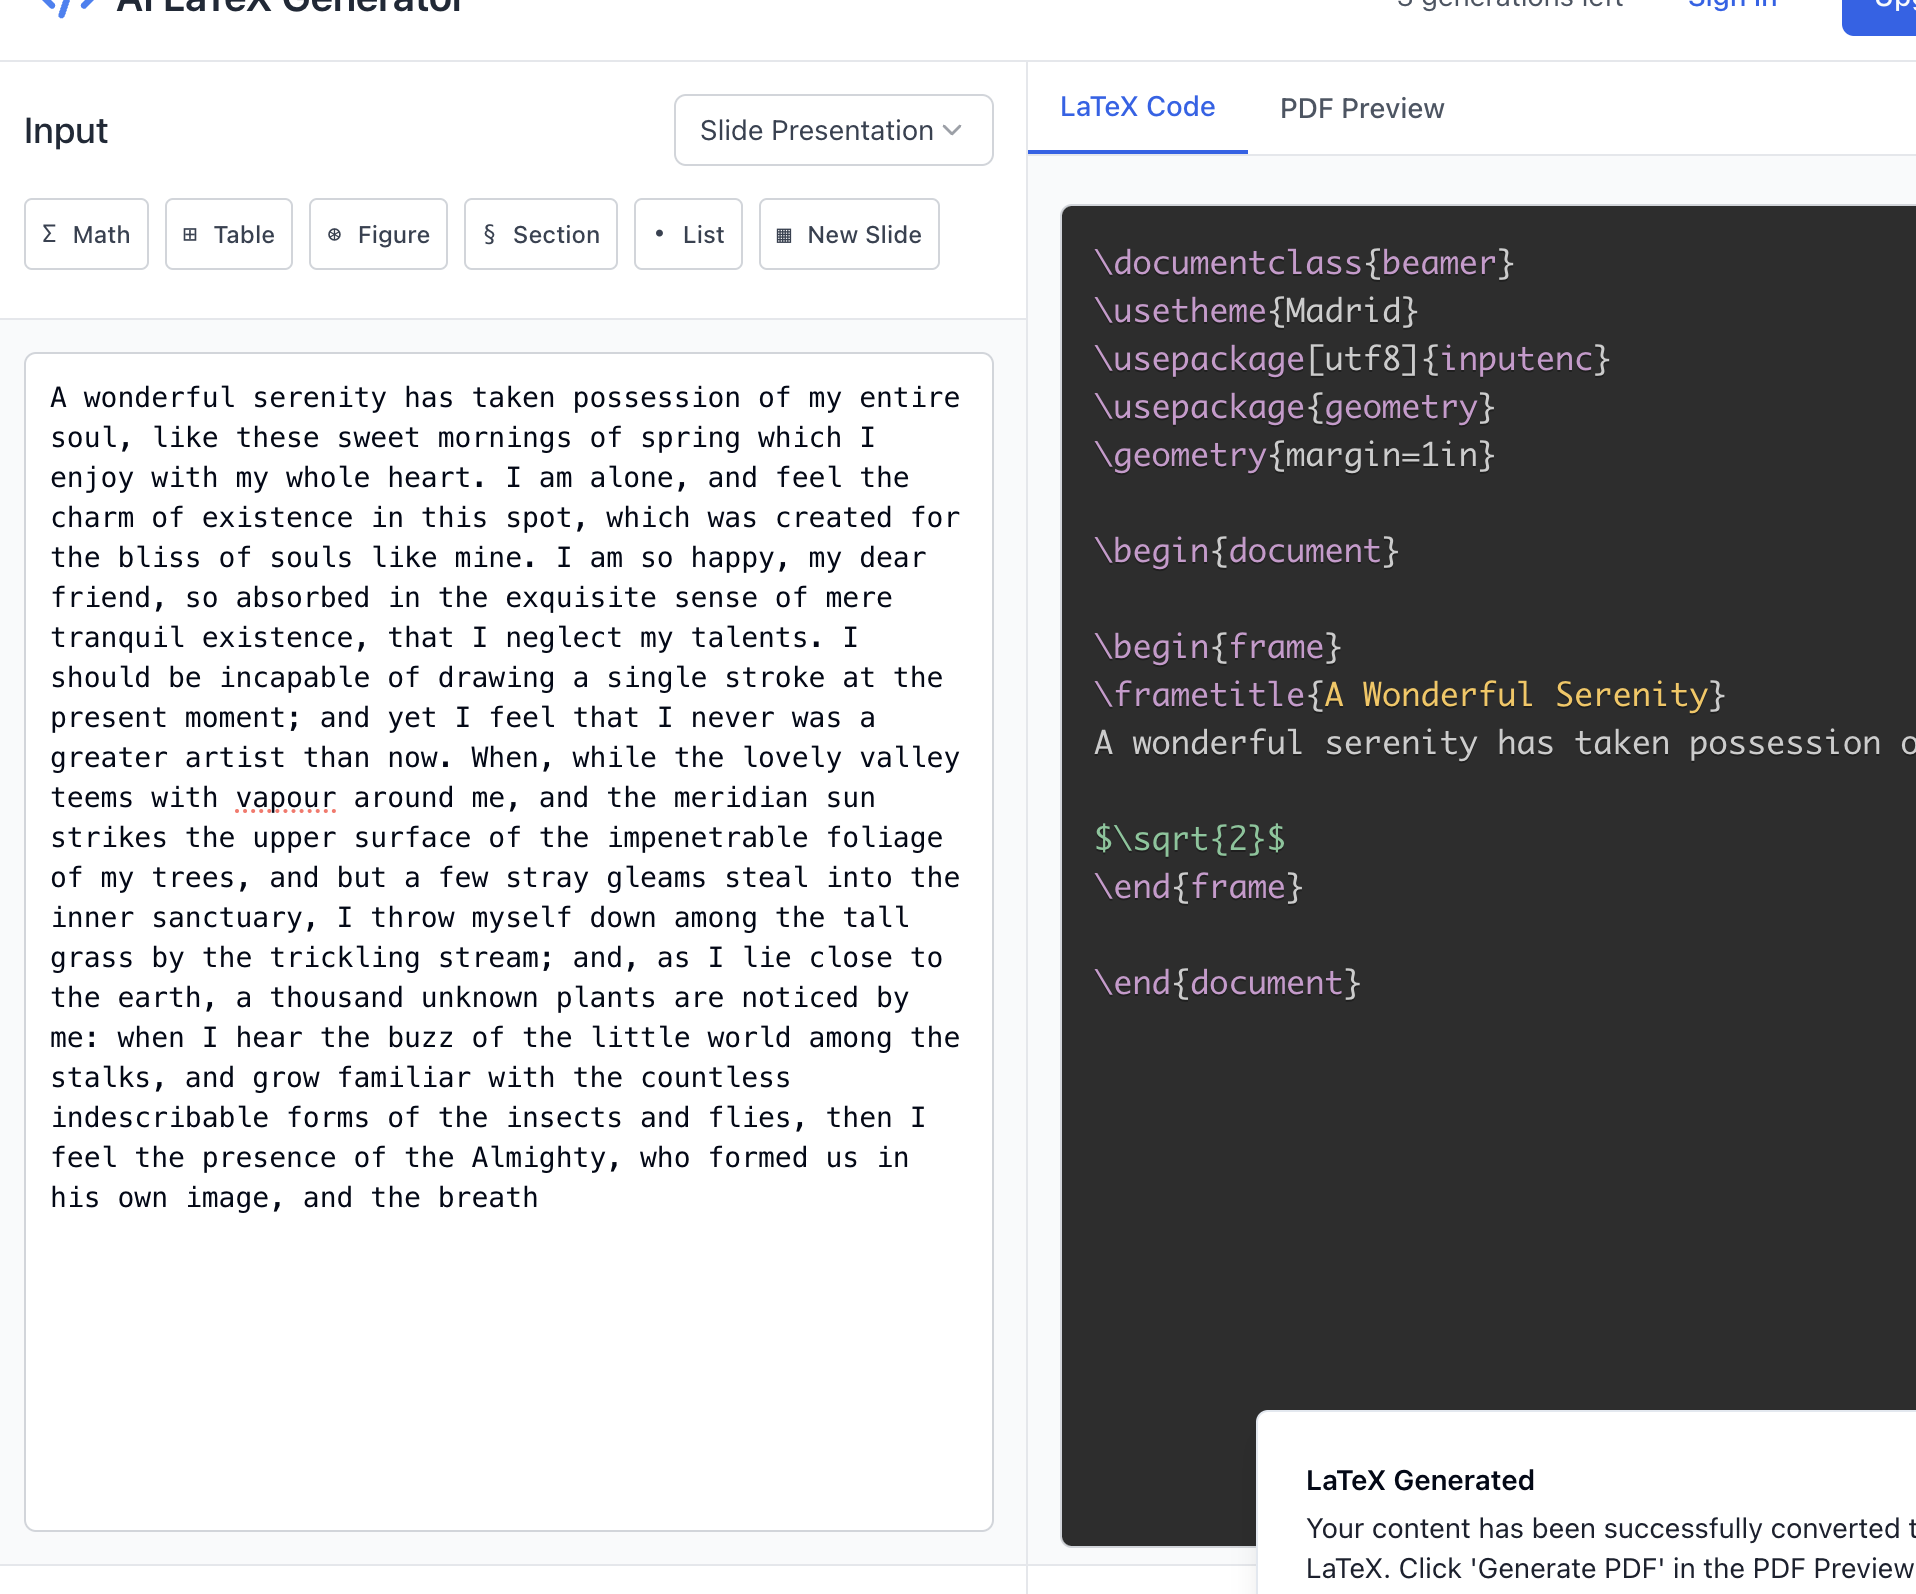 AI LaTeX Generator
generations left
Sign in
Input
Slide Presentation
LaTeX Code
PDF Preview
Σ Math
⊞ Table
⊛ Figure
§ Section
• List
▦ New Slide
A wonderful serenity has taken possession of my entire
soul, like these sweet mornings of spring which I
enjoy with my whole heart. I am alone, and feel the
charm of existence in this spot, which was created for
the bliss of souls like mine. I am so happy, my dear
friend, so absorbed in the exquisite sense of mere
tranquil existence, that I neglect my talents. I
should be incapable of drawing a single stroke at the
present moment; and yet I feel that I never was a
greater artist than now. When, while the lovely valley
teems with vapour around me, and the meridian sun
strikes the upper surface of the impenetrable foliage
of my trees, and but a few stray gleams steal into the
inner sanctuary, I throw myself down among the tall
grass by the trickling stream; and, as I lie close to
the earth, a thousand unknown plants are noticed by
me: when I hear the buzz of the little world among the
stalks, and grow familiar with the countless
indescribable forms of the insects and flies, then I
feel the presence of the Almighty, who formed us in
his own image, and the breath
\documentclass{beamer}
\usetheme{Madrid}
\usepackage[utf8]{inputenc}
\usepackage{geometry}
\geometry{margin=1in}
\begin{document}
\begin{frame}
\frametitle{A Wonderful Serenity}
A wonderful serenity has taken possession
$\sqrt{2}$
\end{frame}
\end{document}
LaTeX Generated
Your content has been successfully converted
LaTeX. Click 'Generate PDF' in the PDF Preview